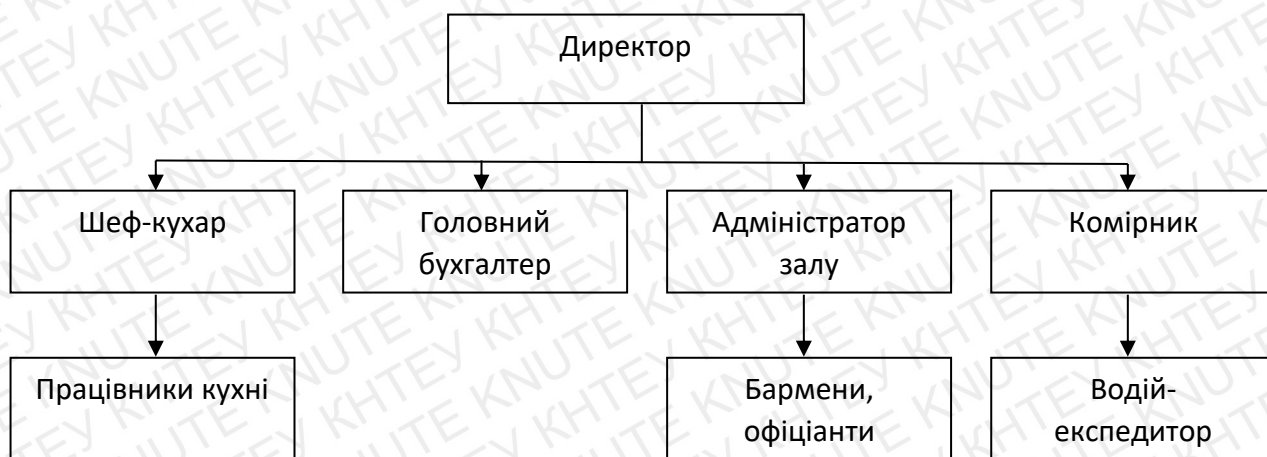 Директор
Шеф-кухар
Головний
бухгалтер
Адміністратор
залу
Комірник
Працівники кухні
Бармени,
офіціанти
Водій-
експедитор